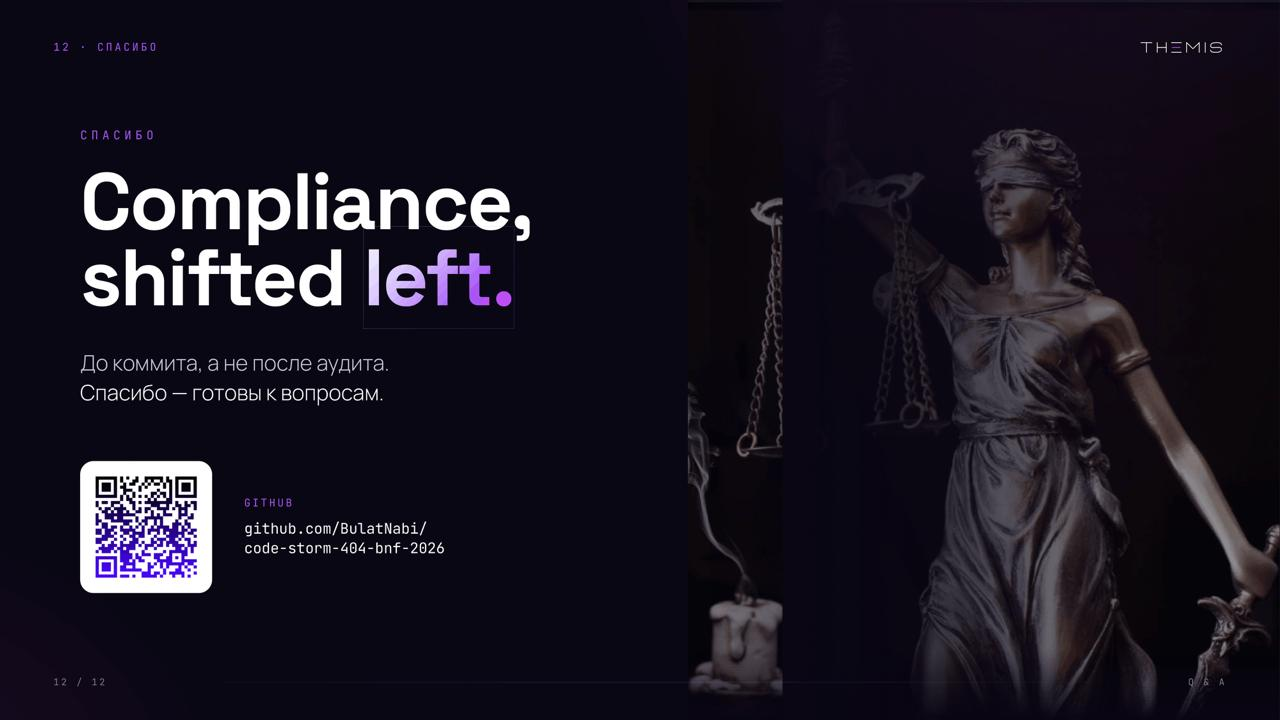 12 · СПАСИБО
THEMIS
СПАСИБО
Compliance,
shifted left.
До коммита, а не после аудита.
Спасибо — готовы к вопросам.
GITHUB
github.com/BulatNabi/
code-storm-404-bnf-2026
12 / 12
Q & A